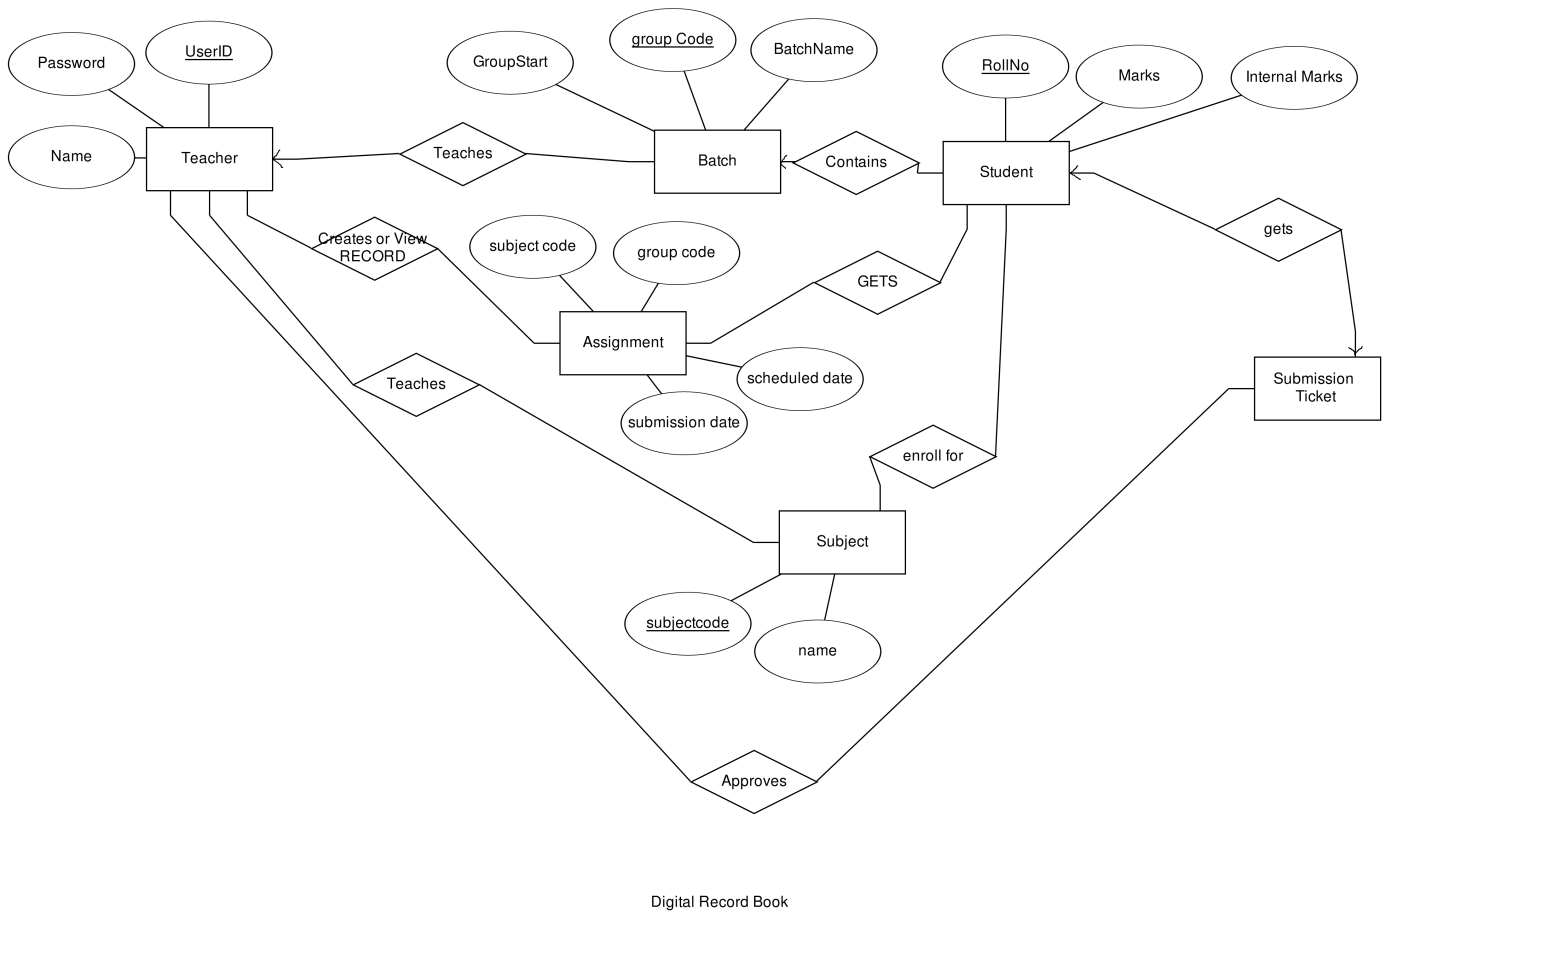 Password
UserID
GroupStart
group Code
BatchName
RollNo
Marks
Internal Marks
Name
Teacher
Teaches
Batch
Contains
Student
Creates or View
RECORD
subject code
group code
GETS
gets
Assignment
scheduled date
submission date
Teaches
Submission
Ticket
enroll for
Subject
subjectcode
name
Approves
Digital Record Book